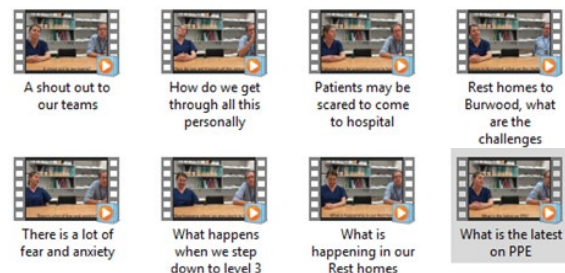 A shout out to
our teams
How do we get
through all this
personally
Patients may be
scared to come
to hospital
Rest homes to
Burwood, what
are the
challenges
There is a lot of
fear and anxiety
What happens
when we step
down to level 3
What is
happening in our
Rest homes
What is the latest
on PPE